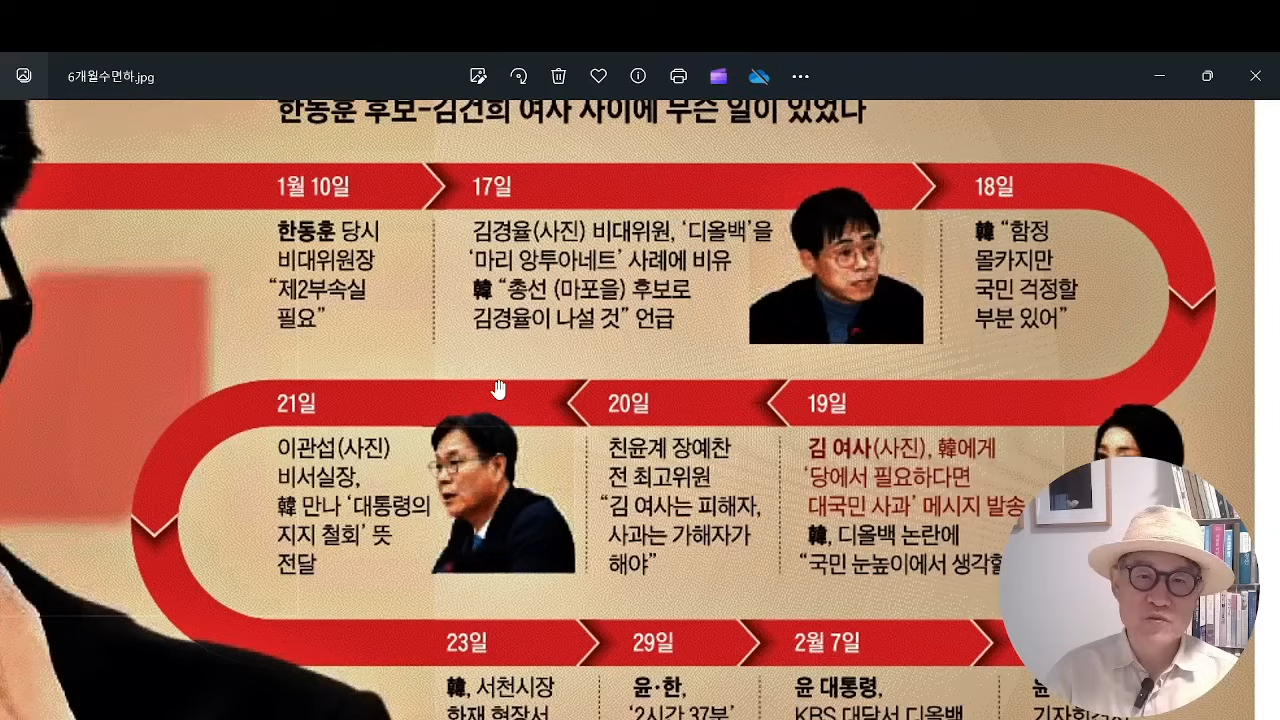 6개월수면하.jpg
한동훈 후보-김건희 여사 사이에 무슨 일이 있었나
1월 10일
한동훈 당시
비대위원장
“제2부속실
필요”
17일
김경율(사진) 비대위원, ‘디올백’을
‘마리 앙투아네트’ 사례에 비유
韓 “총선 (마포을) 후보로
김경율이 나설 것” 언급
18일
韓 “함정
몰카지만
국민 걱정할
부분 있어”
19일
김 여사(사진), 韓에게
‘당에서 필요하다면
대국민 사과’ 메시지 발송
韓, 디올백 논란에
“국민 눈높이에서 생각할
20일
친윤계 장예찬
전 최고위원
“김 여사는 피해자,
사과는 가해자가
해야”
21일
이관섭(사진)
비서실장,
韓 만나 ‘대통령의
지지 철회’ 뜻
전달
23일
韓, 서천시장
화재 현장서
29일
윤·한,
‘2시간 37분’
2월 7일
윤 대통령,
KBS 대담서 디올백